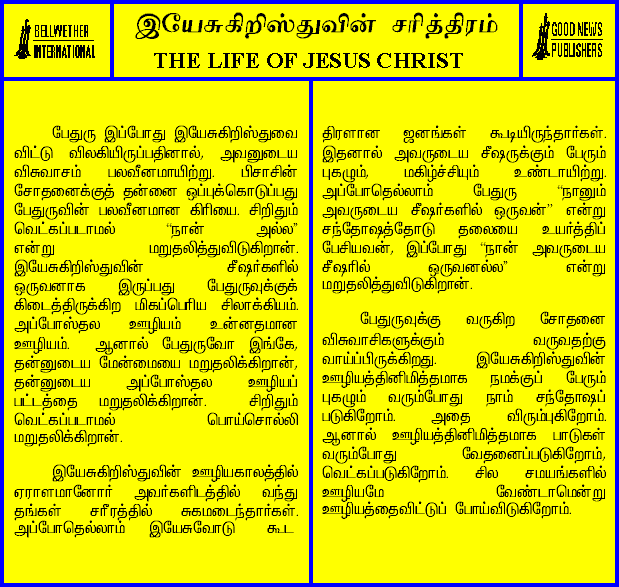 BELLWETHER
INTERNATIONAL
இயேசுகிறிஸ்துவின் சரித்திரம்
THE LIFE OF JESUS CHRIST
GOOD NEWS
PUBLISHERS
பேதுரு இப்போது இயேசுகிறிஸ்துவை
விட்டு விலகியிருப்பதினால், அவனுடைய
விசுவாசம் பலவீனமாயிற்று. பிசாசின்
சோதனைக்குத் தன்னை ஒப்புக்கொடுப்பது
பேதுருவின் பலவீனமான கிரியை. சிறிதும்
வெட்கப்படாமல் “நான் அல்ல”
என்று மறுதலித்துவிடுகிறான்.
இயேசுகிறிஸ்துவின் சீஷர்களில்
ஒருவனாக இருப்பது பேதுருவுக்குக்
கிடைத்திருக்கிற மிகப்பெரிய சிலாக்கியம்.
அப்போஸ்தல ஊழியம் உன்னதமான
ஊழியம். ஆனால் பேதுருவோ இங்கே,
தன்னுடைய மேன்மையை மறுதலிக்கிறான்,
தன்னுடைய அப்போஸ்தல ஊழியப்
பட்டத்தை மறுதலிக்கிறான். சிறிதும்
வெட்கப்படாமல் பொய்சொல்லி
மறுதலிக்கிறான்.
இயேசுகிறிஸ்துவின் ஊழியகாலத்தில்
ஏராளமானோர் அவர்களிடத்தில் வந்து
தங்கள் சரீரத்தில் சுகமடைந்தார்கள்.
அப்போதெல்லாம் இயேசுவோடு கூட
திரளான ஜனங்கள் கூடியிருந்தார்கள்.
இதனால் அவருடைய சீஷருக்கும் பேரும்
புகழும், மகிழ்ச்சியும் உண்டாயிற்று.
அப்போதெல்லாம் பேதுரு “நானும்
அவருடைய சீஷர்களில் ஒருவன்” என்று
சந்தோஷத்தோடு தலையை உயர்த்திப்
பேசியவன், இப்போது “நான் அவருடைய
சீஷரில் ஒருவனல்ல” என்று
மறுதலித்துவிடுகிறான்.
பேதுருவுக்கு வருகிற சோதனை
விசுவாசிகளுக்கும் வருவதற்கு
வாய்ப்பிருக்கிறது. இயேசுகிறிஸ்துவின்
ஊழியத்தினிமித்தமாக நமக்குப் பேரும்
புகழும் வரும்போது நாம் சந்தோஷப்
படுகிறோம். அதை விரும்புகிறோம்.
ஆனால் ஊழியத்தினிமித்தமாக பாடுகள்
வரும்போது வேதனைப்படுகிறோம்,
வெட்கப்படுகிறோம். சில சமயங்களில்
ஊழியமே வேண்டாமென்று
ஊழியத்தைவிட்டுப் போய்விடுகிறோம்.